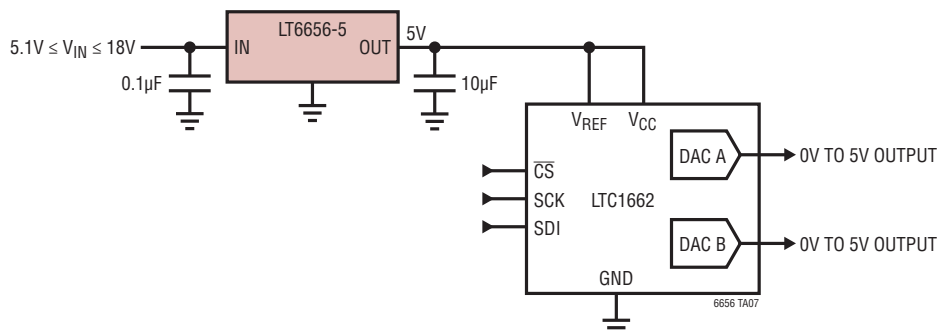 LT6656-5
5.1V ≤ VIN ≤ 18V
IN
OUT
5V
0.1µF
10µF
VREF
VCC
DAC A
0V TO 5V OUTPUT
CS
SCK
LTC1662
SDI
DAC B
0V TO 5V OUTPUT
GND
6656 TA07